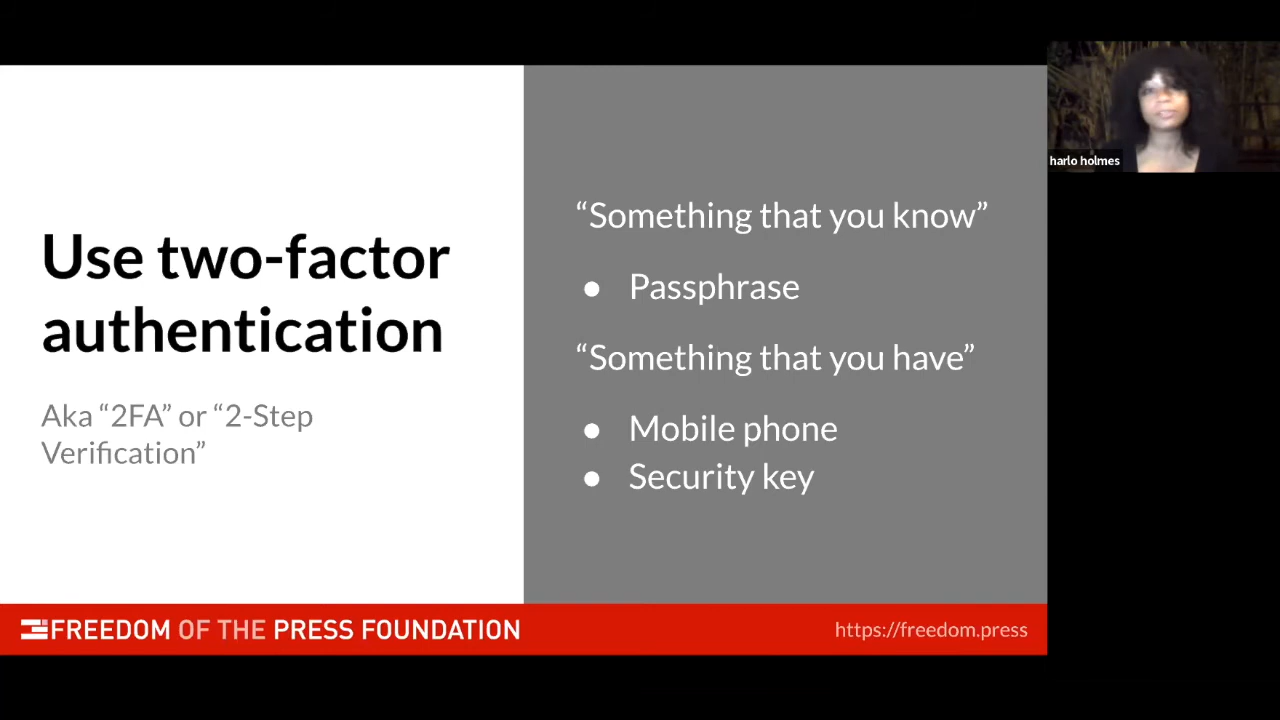 Use two-factor
authentication
Aka “2FA” or “2-Step
Verification”
“Something that you know”
● Passphrase
“Something that you have”
● Mobile phone
● Security key
FREEDOM OF THE PRESS FOUNDATION
https://freedom.press
harlo holmes